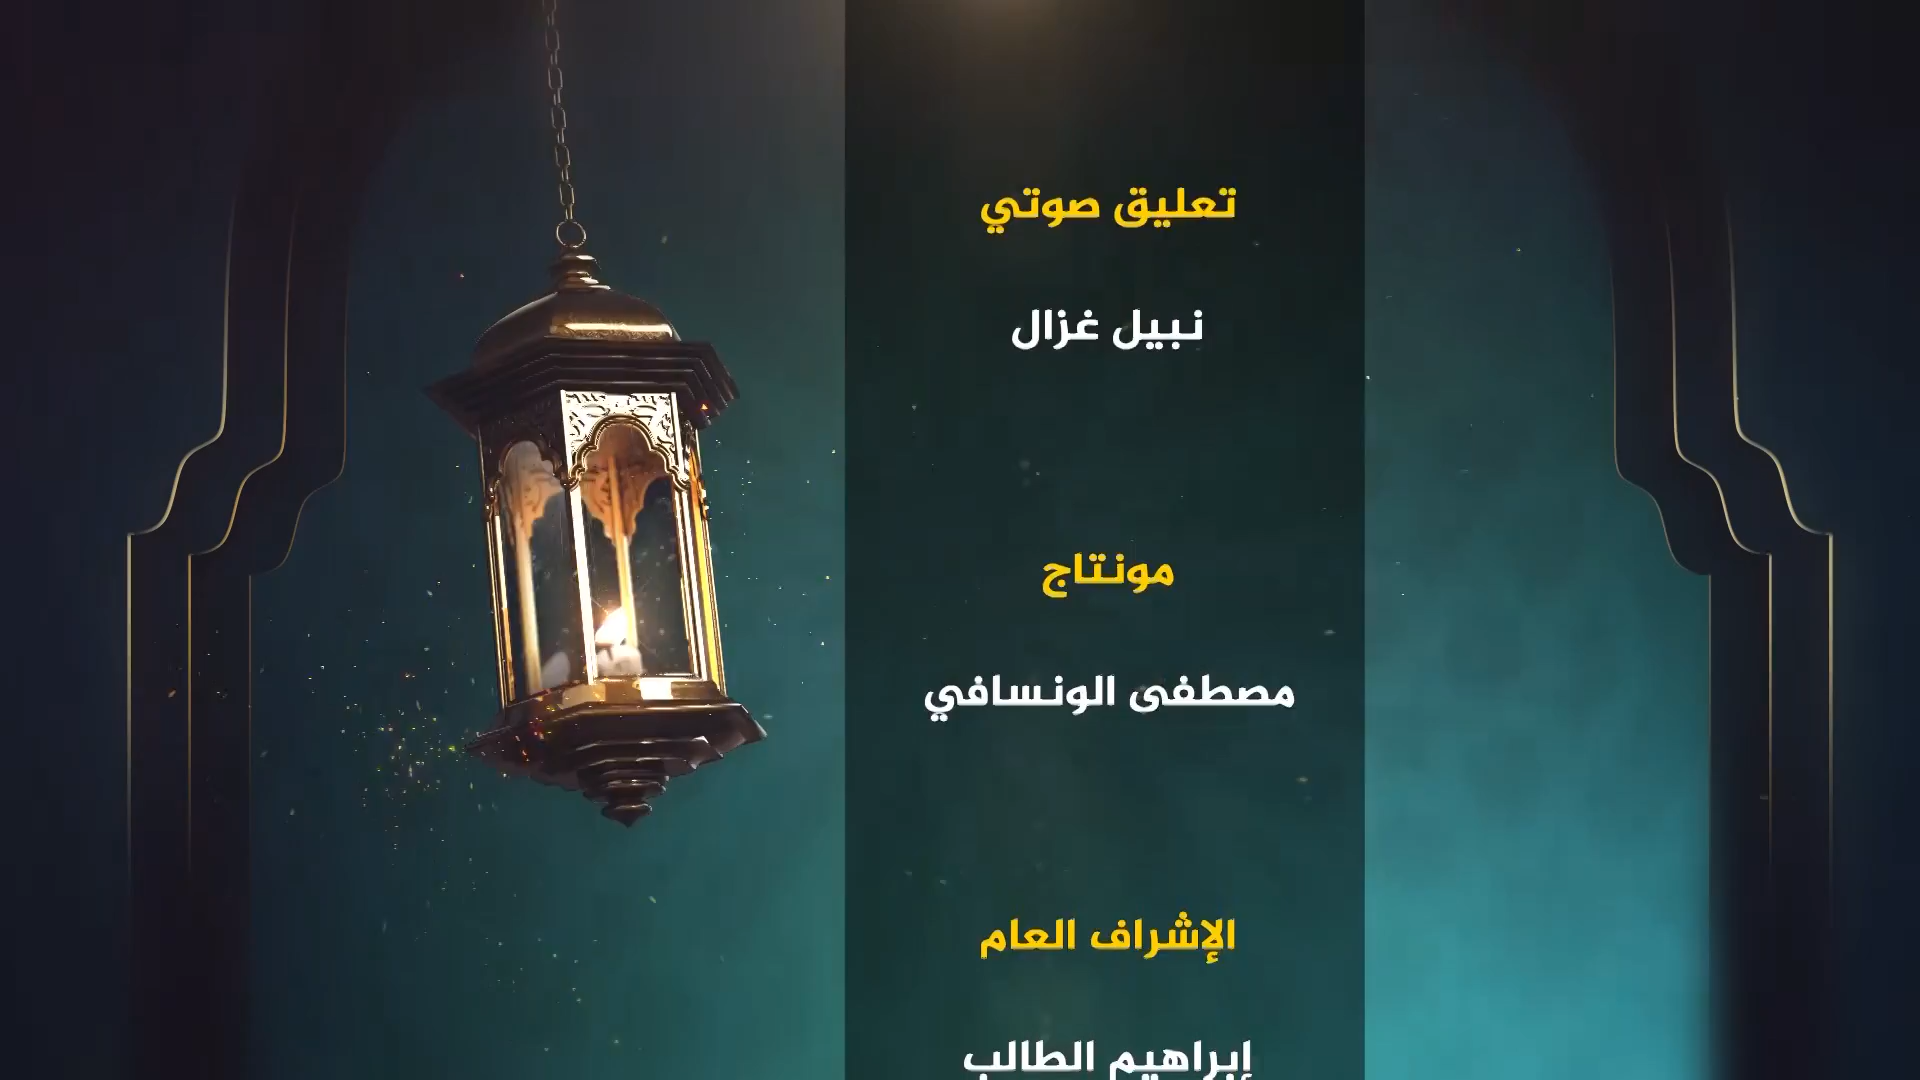 تعليق صوتي
نبيل غزال
مونتاج
مصطفى الونسافي
الإشراف العام
إبراهيم الطالب